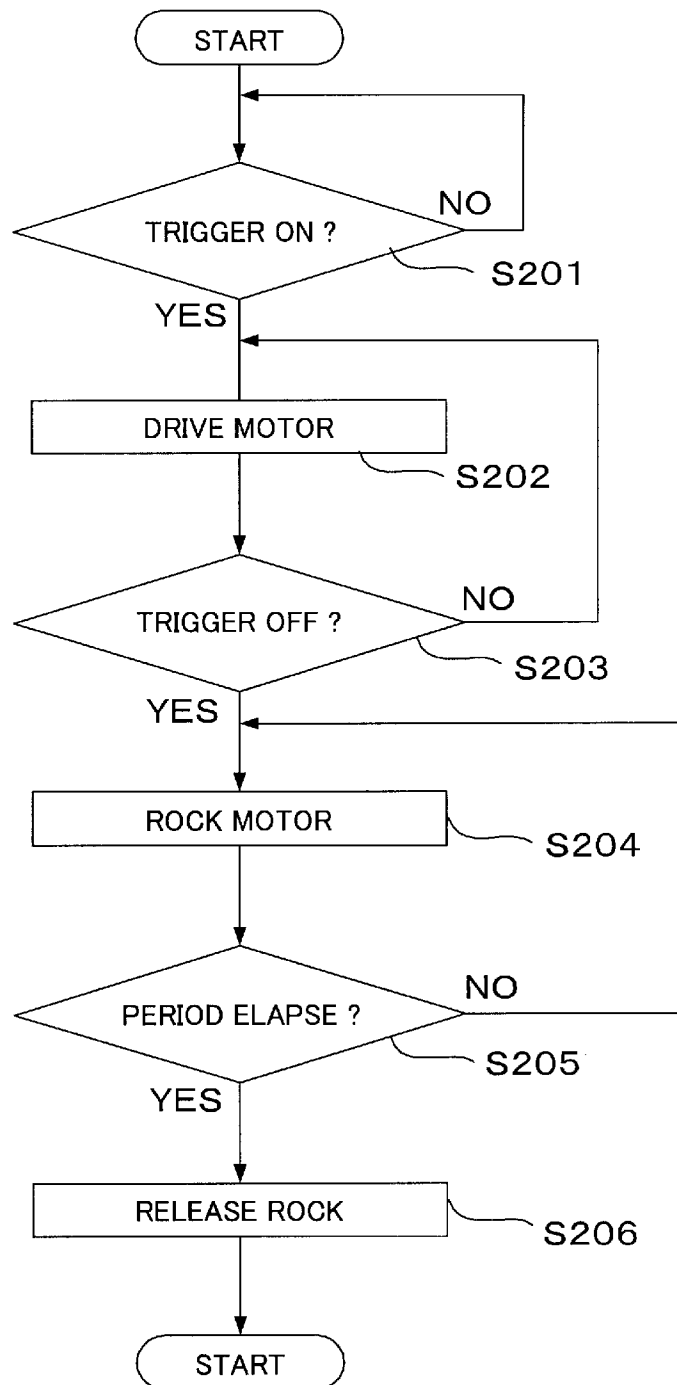 START
NO
TRIGGER ON ?
S201
YES
DRIVE MOTOR
S202
NO
TRIGGER OFF ?
S203
YES
ROCK MOTOR
S204
NO
PERIOD ELAPSE ?
S205
YES
RELEASE ROCK
S206
START